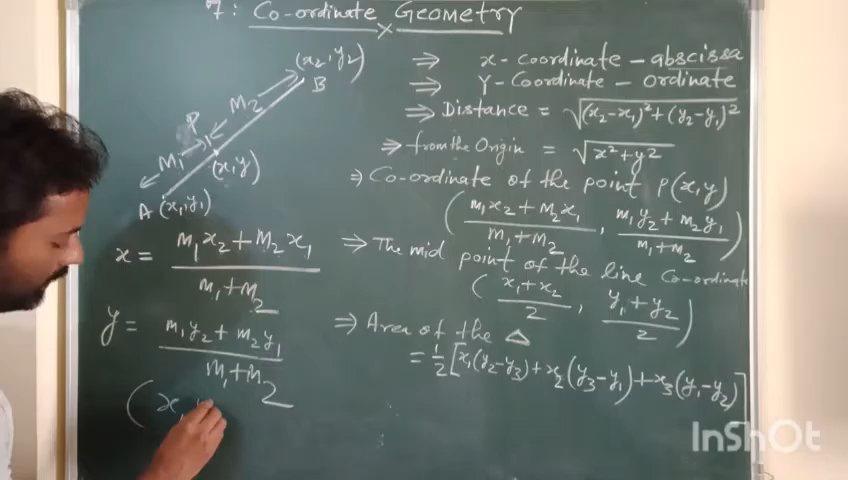 7: Co-ordinate Geometry
(x₂, y₂)
B
M₂
P
M₁
(x, y)
A (x₁, y₁)
x = (m₁x₂ + M₂x₁)/(m₁ + m₂)
y = (m₁y₂ + m₂y₁)/(m₁ + m₂)
(x
⇒ x-coordinate - abscissa
⇒ Y-Coordinate - ordinate
⇒ Distance = √((x₂-x₁)² + (y₂-y₁)²)
⇒ from the Origin = √(x² + y²)
⇒ Co-ordinate of the point P(x, y)
((m₁x₂ + M₂x₁)/(m₁ + m₂), (m₁y₂ + m₂y₁)/(m₁ + m₂))
⇒ The mid point of the line Co-ordinate
((x₁ + x₂)/2, (y₁ + y₂)/2)
⇒ Area of the △
= 1/2 [x₁(y₂-y₃) + x₂(y₃-y₁) + x₃(y₁-y₂)]
InShOt